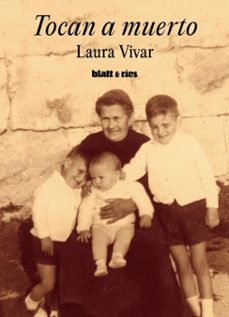 Tocan a muerto
Laura Vivar
blatt & ríos